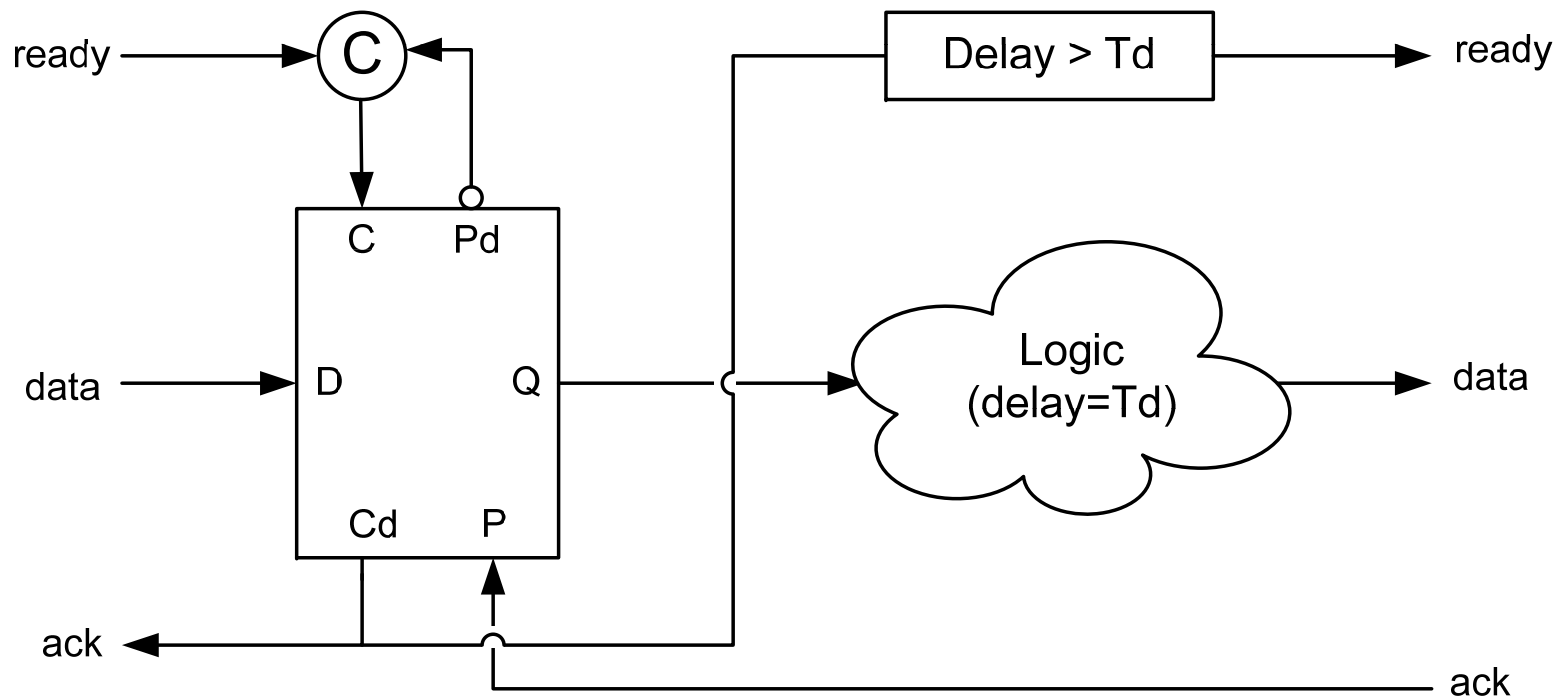 ready
C
Delay > Td
ready
C
Pd
data
D
Q
Logic
(delay=Td)
data
Cd
P
ack
ack